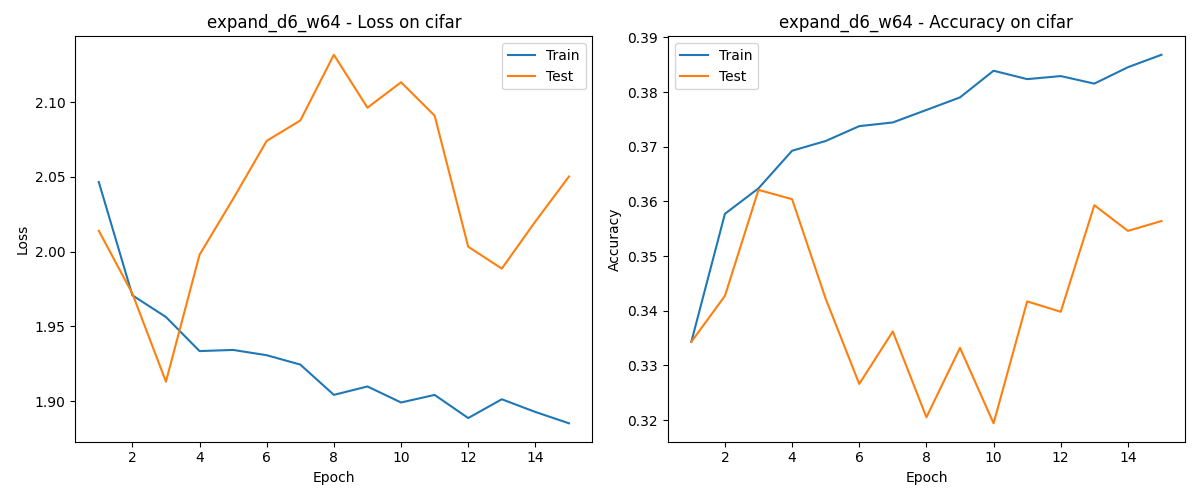 expand_d6_w64 - Loss on cifar
Train
Test
2.10
2.05
2.00
1.95
1.90
Loss
2 4 6 8 10 12 14
Epoch
expand_d6_w64 - Accuracy on cifar
Train
Test
0.39
0.38
0.37
0.36
0.35
0.34
0.33
0.32
Accuracy
2 4 6 8 10 12 14
Epoch